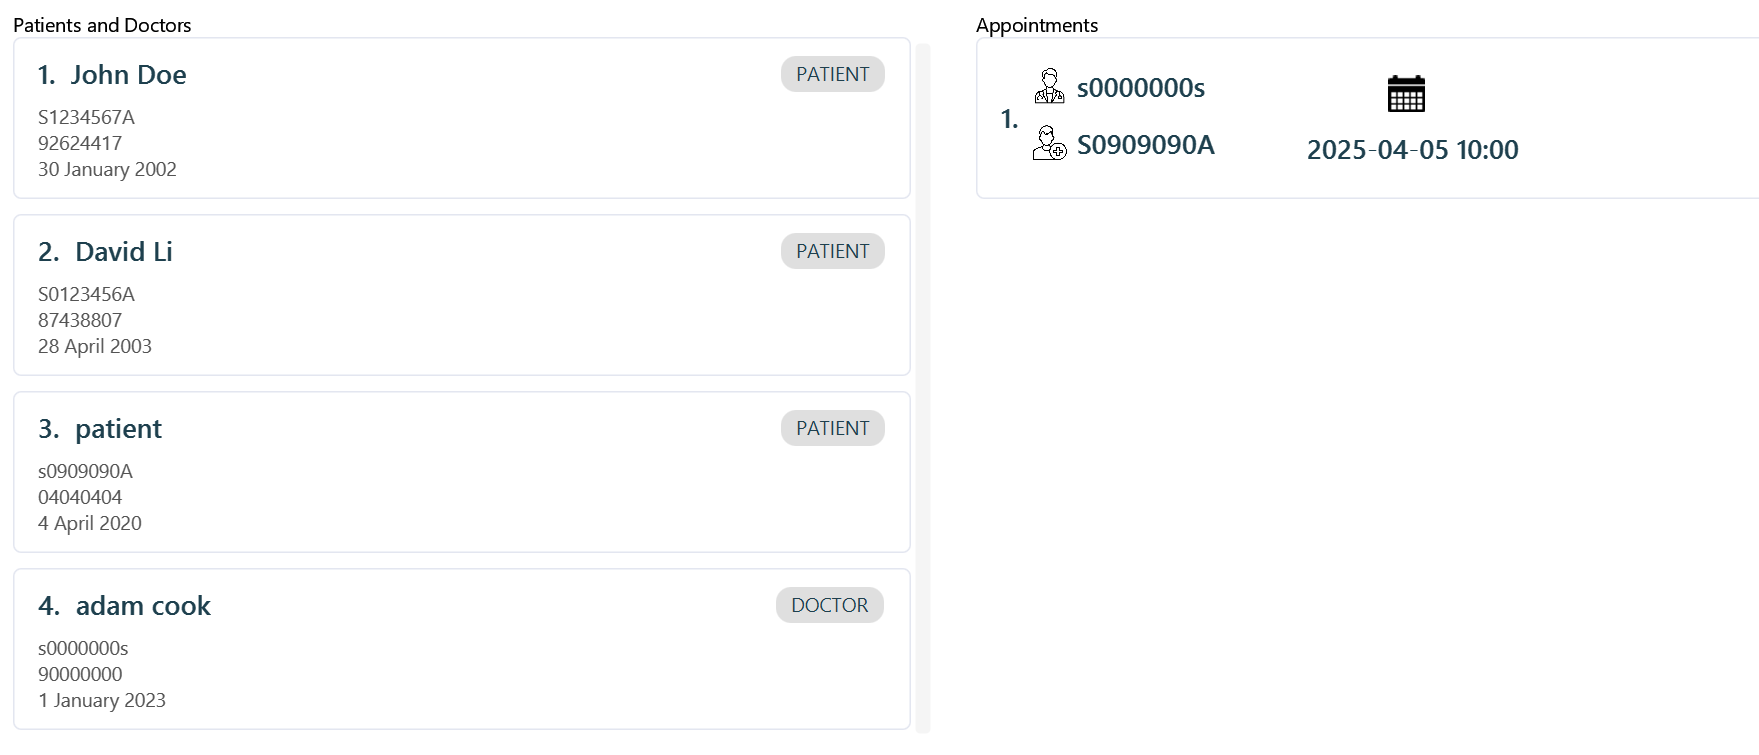 Patients and Doctors
1. John Doe
PATIENT
S1234567A
92624417
30 January 2002
2. David Li
PATIENT
S0123456A
87438807
28 April 2003
3. patient
PATIENT
s0909090A
04040404
4 April 2020
4. adam cook
DOCTOR
s0000000s
90000000
1 January 2023
Appointments
1.
s0000000s
S0909090A
2025-04-05 10:00